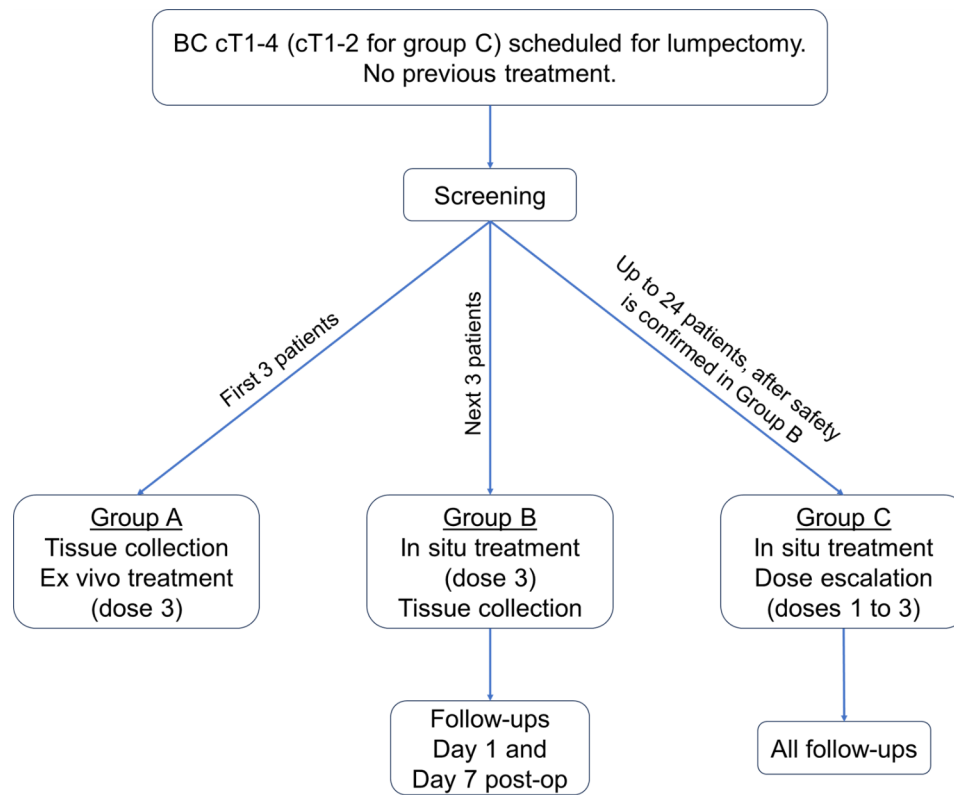 BC cT1-4 (cT1-2 for group C) scheduled for lumpectomy.
No previous treatment.
Screening
First 3 patients
Next 3 patients
Up to 24 patients, after safety
is confirmed in Group
B
Group A
Tissue collection
Ex vivo treatment
(dose 3)
Group B
In situ treatment
(dose 3)
Tissue collection
Group C
In situ treatment
Dose escalation
(doses 1 to 3)
Follow-ups
Day 1 and
Day 7 post-op
All follow-ups